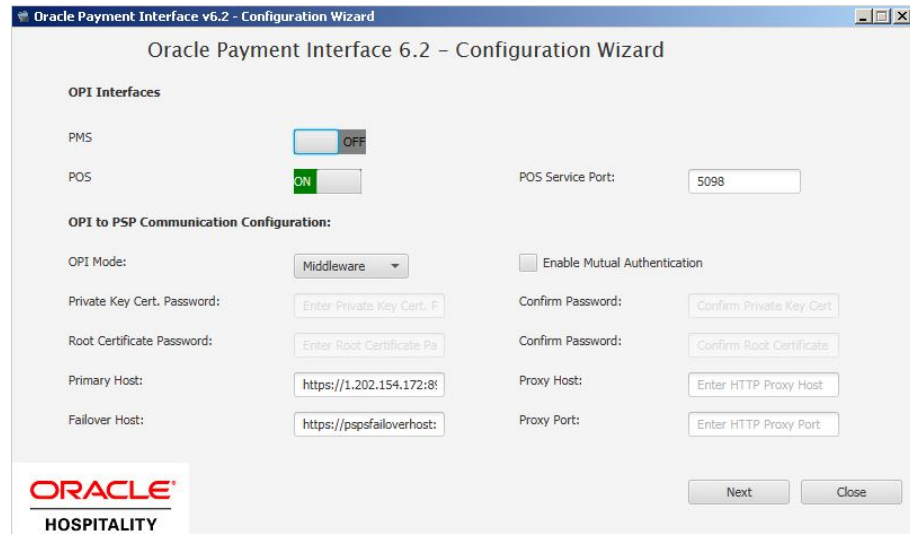 Oracle Payment Interface v6.2 - Configuration Wizard
Oracle Payment Interface 6.2 - Configuration Wizard
OPI Interfaces
PMS OFF
POS ON POS Service Port: 5098
OPI to PSP Communication Configuration:
OPI Mode: Middleware Enable Mutual Authentication
Private Key Cert. Password: Enter Private Key Cert. P Confirm Password: Confirm Private Key Cert
Root Certificate Password: Enter Root Certificate Pa Confirm Password: Confirm Root Certificate
Primary Host: https://1.202.154.172:89 Proxy Host: Enter HTTP Proxy Host
Failover Host: https://pspsfailoverhost: Proxy Port: Enter HTTP Proxy Port
Next Close
ORACLE
HOSPITALITY